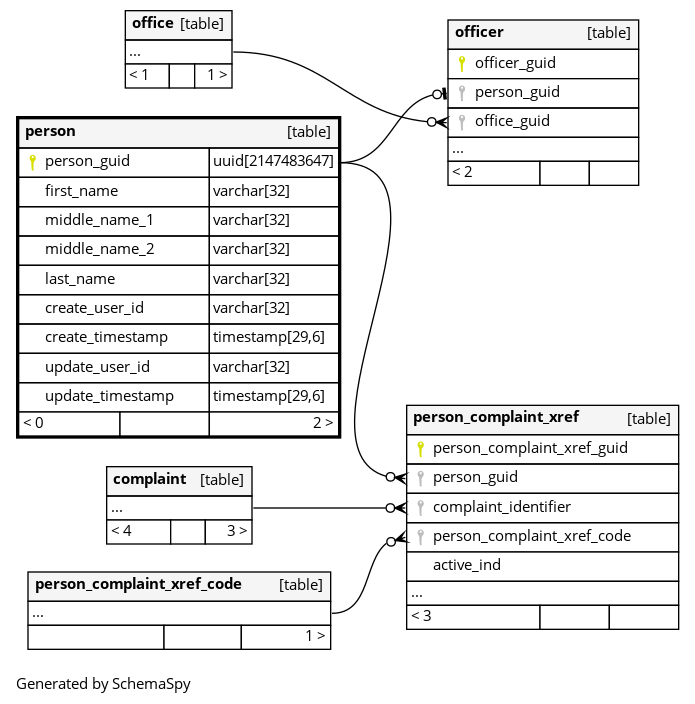 office [table]
...
< 1 1 >
officer [table]
officer_guid
person_guid
office_guid
...
< 2
person [table]
person_guid uuid[2147483647]
first_name varchar[32]
middle_name_1 varchar[32]
middle_name_2 varchar[32]
last_name varchar[32]
create_user_id varchar[32]
create_timestamp timestamp[29,6]
update_user_id varchar[32]
update_timestamp timestamp[29,6]
< 0 2 >
person_complaint_xref [table]
person_complaint_xref_guid
person_guid
complaint_identifier
person_complaint_xref_code
active_ind
...
< 3
complaint [table]
...
< 4 3 >
person_complaint_xref_code [table]
...
1 >
Generated by SchemaSpy